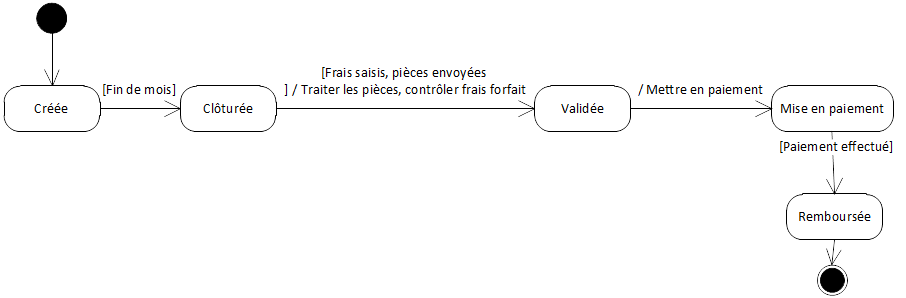 [Frais saisis, pièces envoyées
[Fin de mois]
] / Traiter les pièces, contrôler frais forfait
/ Mettre en paiement
Créée
Clôturée
Validée
Mise en paiement
[Paiement effectué]
Remboursée